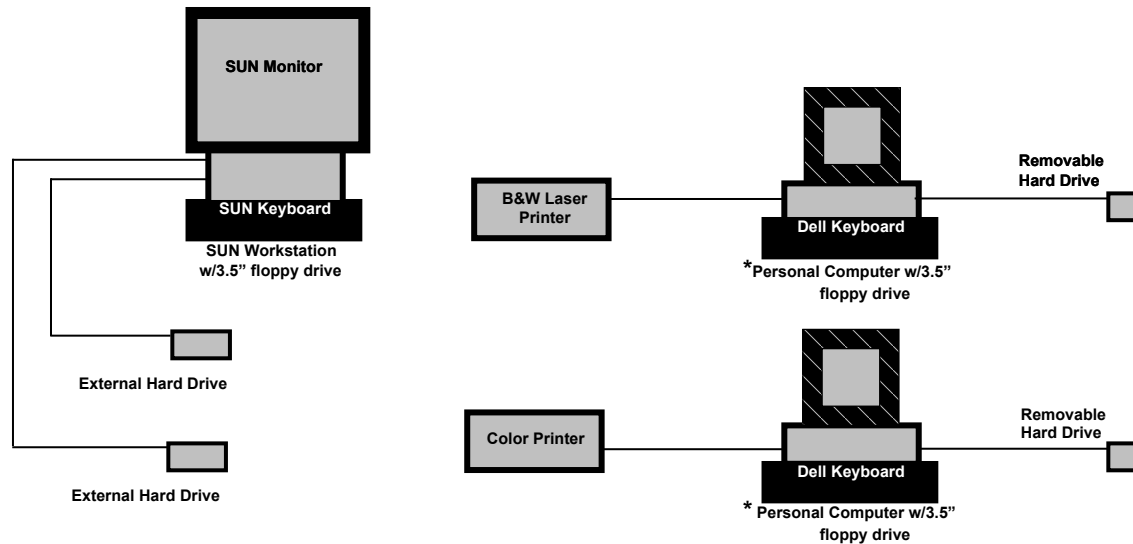 SUN Monitor
SUN Keyboard
SUN Workstation
w/3.5” floppy drive
External Hard Drive
External Hard Drive
B&W Laser
Printer
Dell Keyboard
*Personal Computer w/3.5”
floppy drive
Removable
Hard Drive
Color Printer
Dell Keyboard
* Personal Computer w/3.5”
floppy drive
Removable
Hard Drive